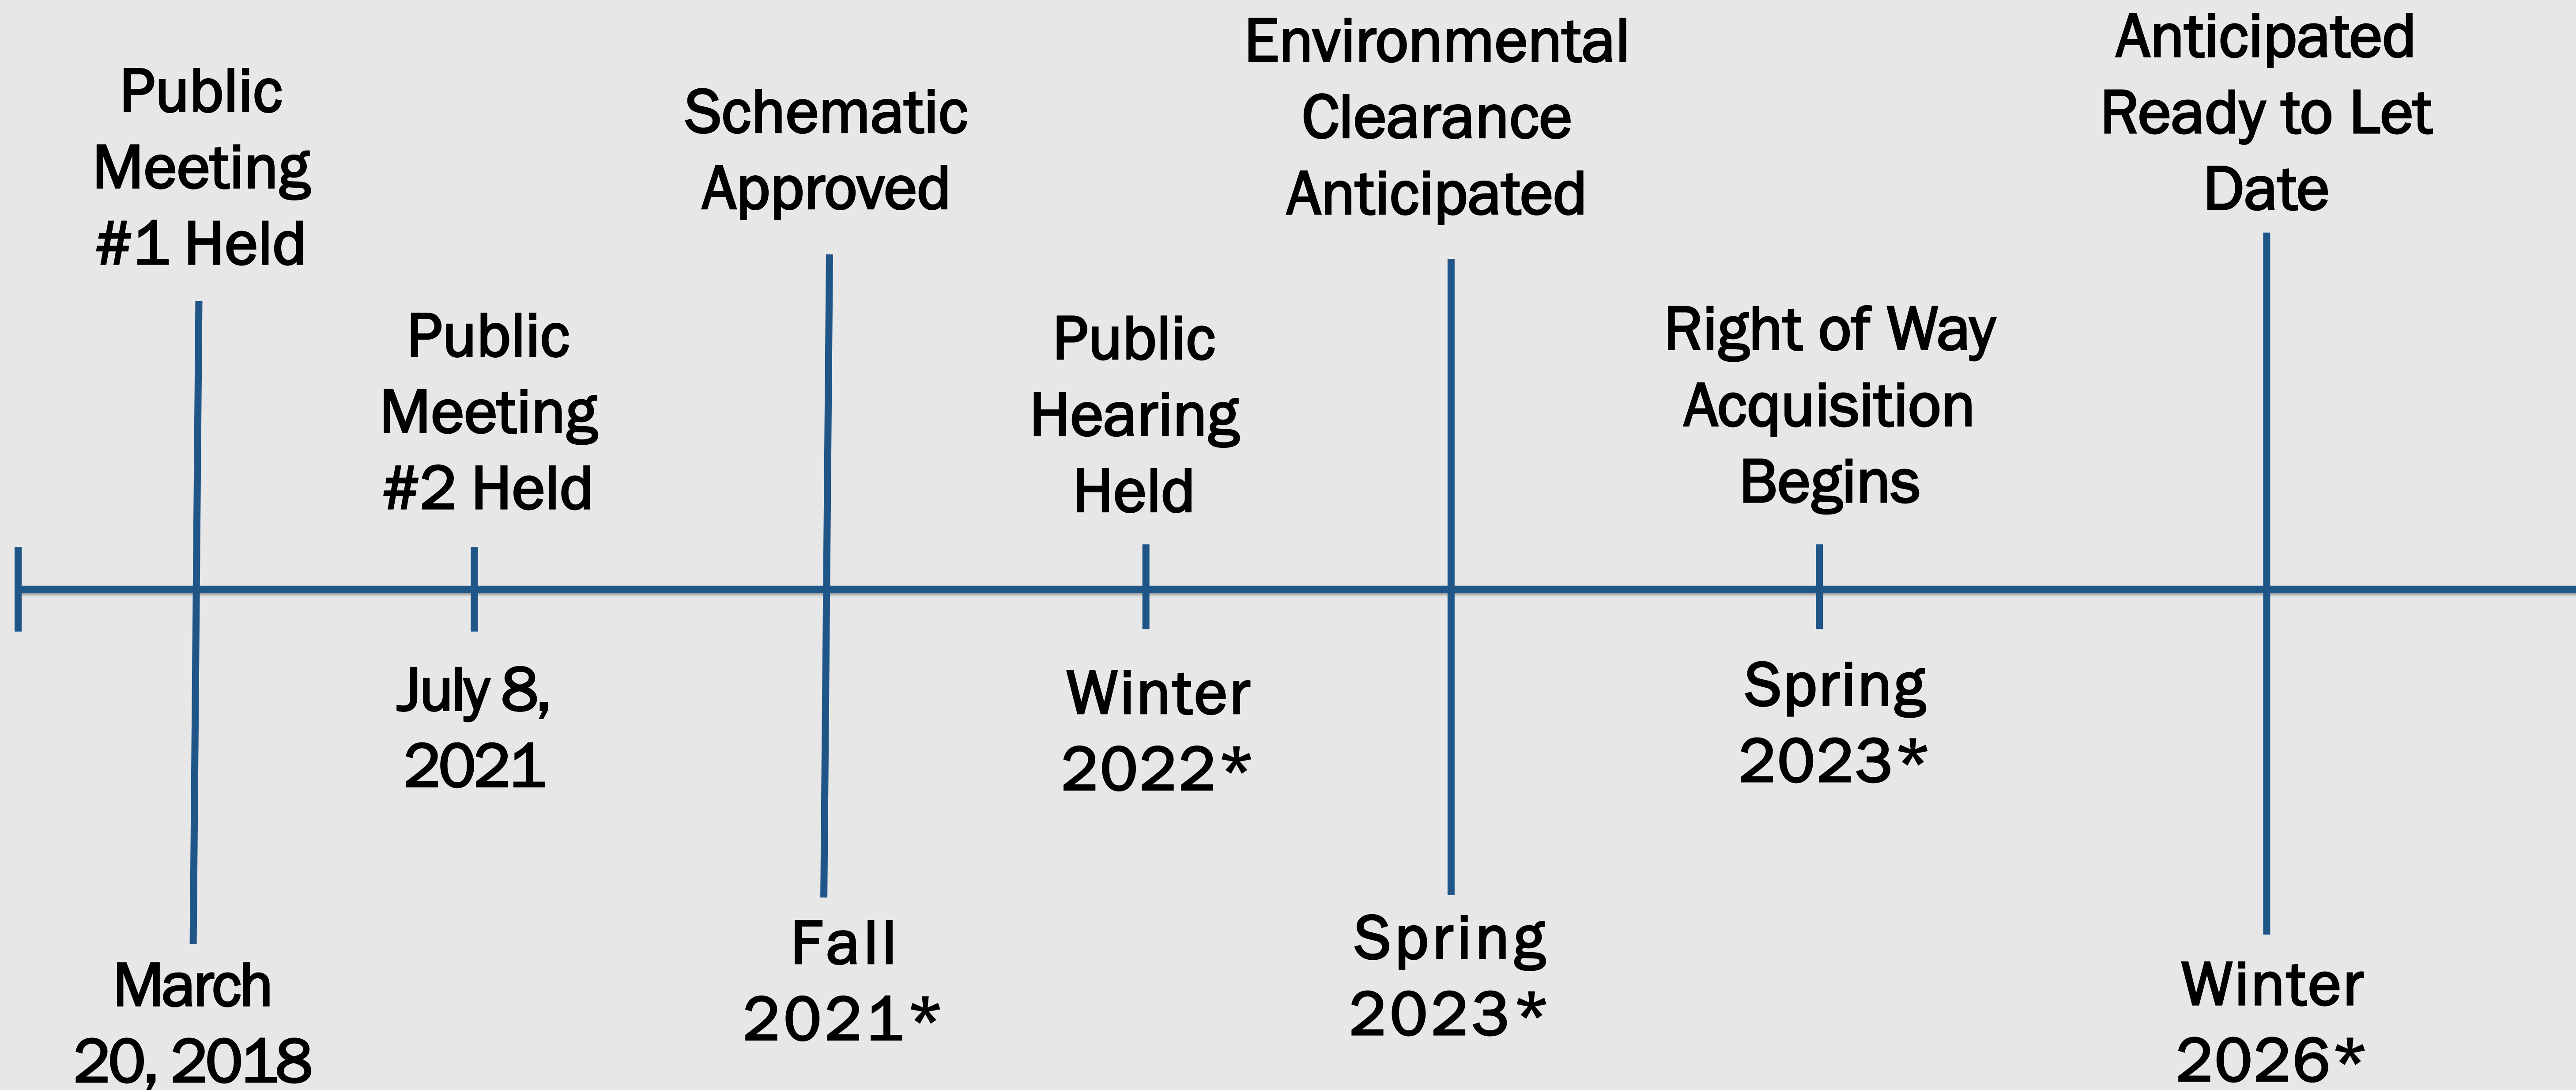 Public
Meeting
#1 Held
March
20, 2018
Public
Meeting
#2 Held
July 8,
2021
Schematic
Approved
Fall
2021*
Public
Hearing
Held
Winter
2022*
Environmental
Clearance
Anticipated
Spring
2023*
Right of Way
Acquisition
Begins
Spring
2023*
Anticipated
Ready to Let
Date
Winter
2026*